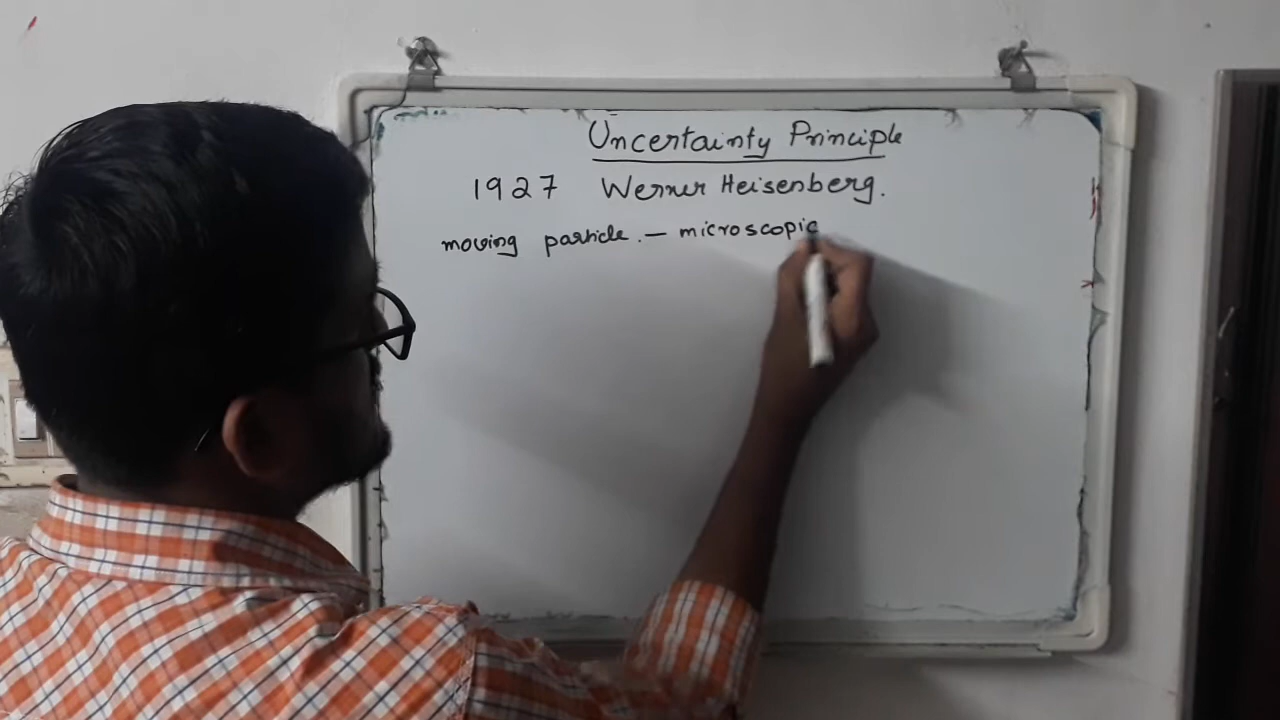 Uncertainty Principle
1927 Werner Heisenberg.
moving particle. — microscopic